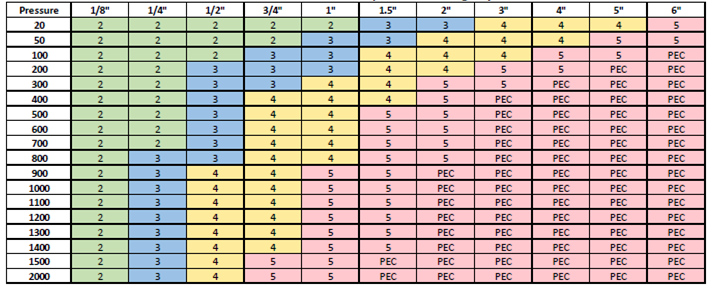 Pressure 1/8" 1/4" 1/2" 3/4" 1" 1.5" 2" 3" 4" 5" 6"
20 2 2 2 2 2 3 3 4 4 4 5
50 2 2 2 2 3 3 4 4 4 5 5
100 2 2 2 3 3 4 4 4 5 5 PEC
200 2 2 3 3 3 4 4 5 5 PEC PEC
300 2 2 3 3 4 4 5 5 PEC PEC PEC
400 2 2 3 4 4 4 5 PEC PEC PEC PEC
500 2 2 3 4 4 5 5 PEC PEC PEC PEC
600 2 2 3 4 4 5 5 PEC PEC PEC PEC
700 2 2 3 4 4 5 5 PEC PEC PEC PEC
800 2 3 3 4 4 5 5 PEC PEC PEC PEC
900 2 3 4 4 5 5 PEC PEC PEC PEC PEC
1000 2 3 4 4 5 5 PEC PEC PEC PEC PEC
1100 2 3 4 4 5 5 PEC PEC PEC PEC PEC
1200 2 3 4 4 5 5 PEC PEC PEC PEC PEC
1300 2 3 4 4 5 5 PEC PEC PEC PEC PEC
1400 2 3 4 4 5 5 PEC PEC PEC PEC PEC
1500 2 3 4 5 5 PEC PEC PEC PEC PEC PEC
2000 2 3 4 5 5 PEC PEC PEC PEC PEC PEC